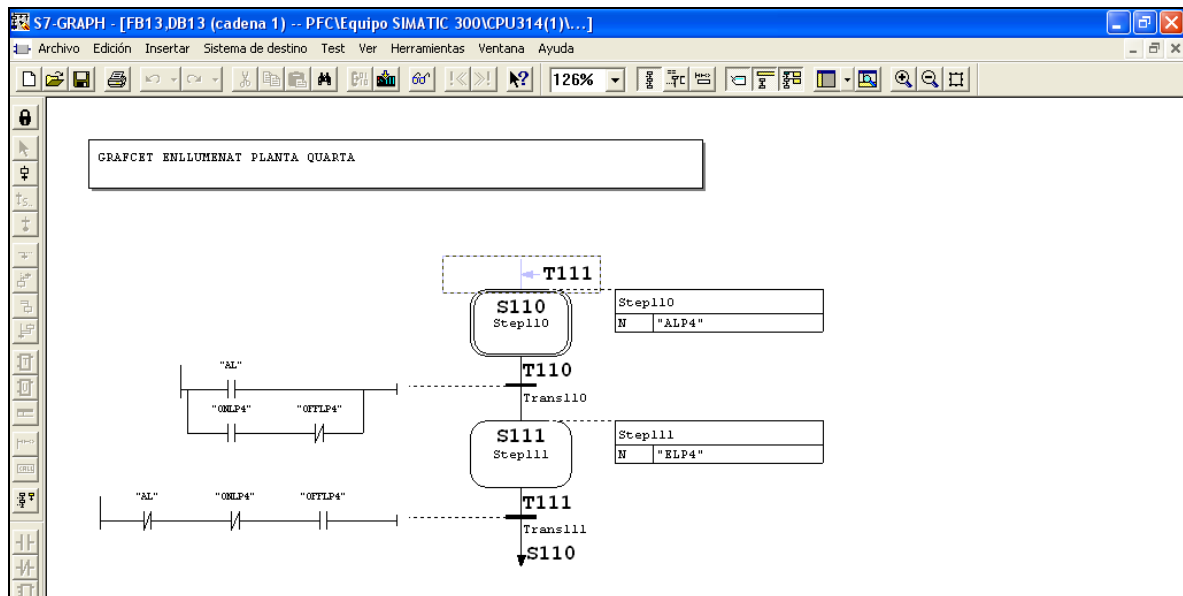 S7-GRAPH - [FB13,DB13 (cadena 1) -- PFC\Equipo SIMATIC 300\CPU314(1)\...]
Archivo Edición Insertar Sistema de destino Test Ver Herramientas Ventana Ayuda
126%
GRAFCET ENLLUMENAT PLANTA QUARTA
T111
S110
Step110
Step110
N "ALP4"
"AL"
T110
Trans110
"ONLP4" "OFFLP4"
S111
Step111
Step111
N "ELP4"
"AL" "ONLP4" "OFFLP4"
T111
Trans111
S110